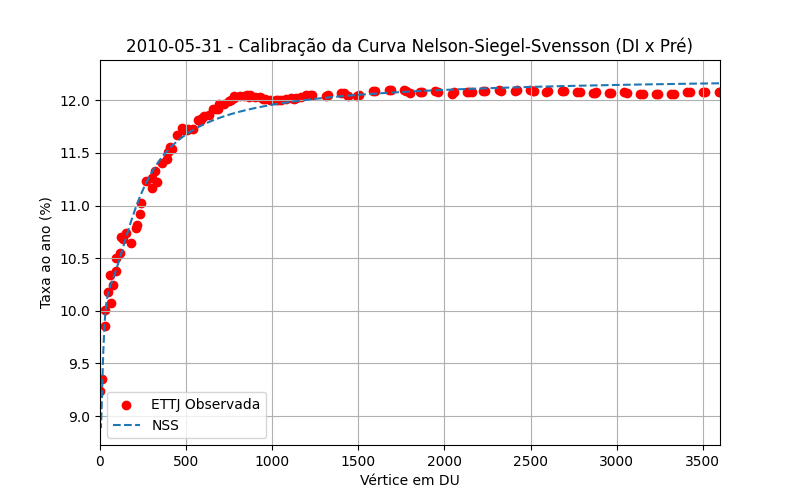 2010-05-31 - Calibração da Curva Nelson-Siegel-Svensson (DI x Pré)
Taxa ao ano (%)
12.0
11.5
11.0
10.5
10.0
9.5
9.0
ETTJ Observada
NSS
0 500 1000 1500 2000 2500 3000 3500
Vértice em DU